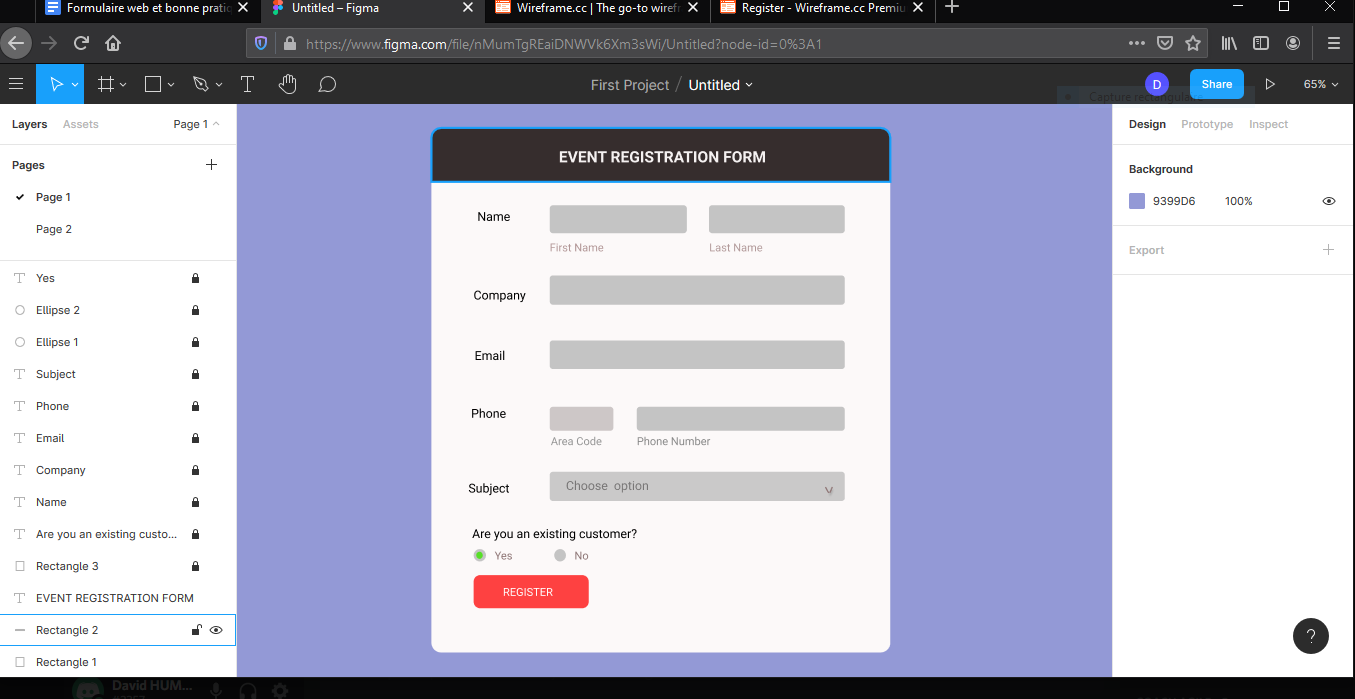 Formulaire web et bonne pratiq
Untitled – Figma
Wireframe.cc | The go-to wirefr
Register - Wireframe.cc Premiu
https://www.figma.com/file/nMumTgREaiDNWVk6Xm3sWi/Untitled?node-id=0%3A1
First Project / Untitled
D
Share
65%
Capture rectangulaire
Layers
Assets
Page 1
Design
Prototype
Inspect
Pages
Page 1
Page 2
Background
9399D6
100%
Export
Yes
Ellipse 2
Ellipse 1
Subject
Phone
Email
Company
Name
Are you an existing custo...
Rectangle 3
EVENT REGISTRATION FORM
Rectangle 2
Rectangle 1
EVENT REGISTRATION FORM
Name
First Name
Last Name
Company
Email
Phone
Area Code
Phone Number
Subject
Choose option
Are you an existing customer?
Yes
No
REGISTER
?
David HUM...